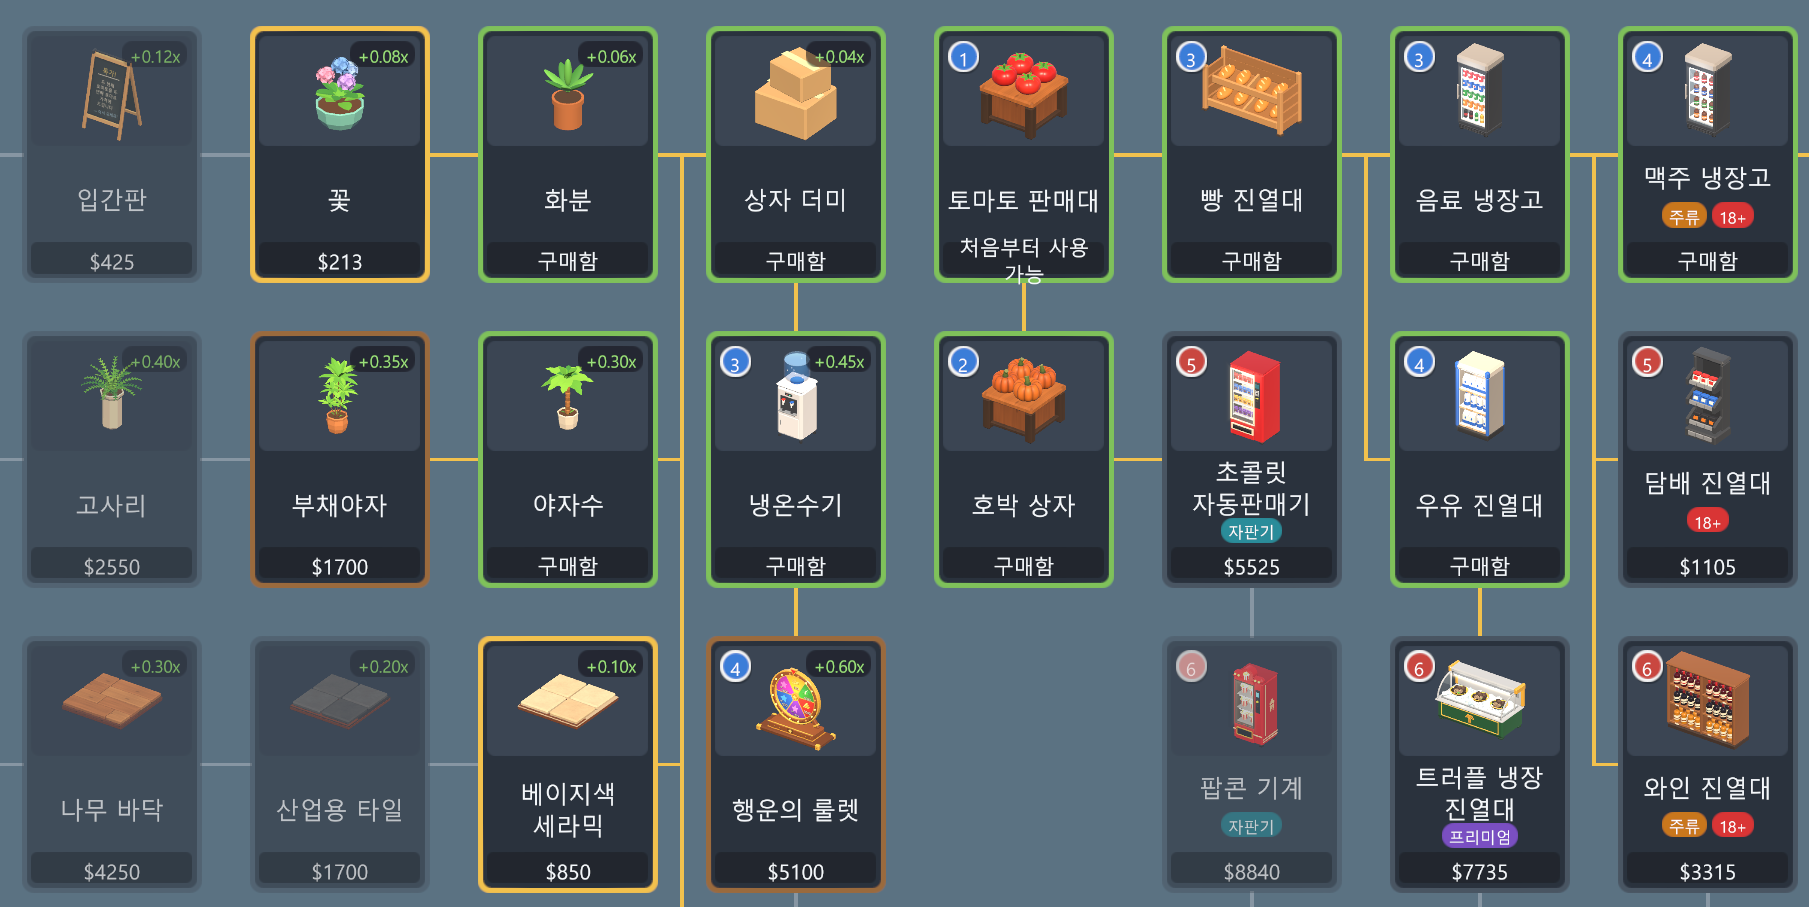 +0.12x
입간판
$425
+0.08x
꽃
$213
+0.06x
화분
구매함
+0.04x
상자 더미
구매함
1
토마토 판매대
처음부터 사용
가능
3
빵 진열대
구매함
3
음료 냉장고
구매함
4
맥주 냉장고
주류 18+
구매함
+0.40x
고사리
$2550
+0.35x
부채야자
$1700
+0.30x
야자수
구매함
3 +0.45x
냉온수기
구매함
2
호박 상자
구매함
5
초콜릿
자동판매기
자판기
$5525
4
우유 진열대
구매함
5
담배 진열대
18+
$1105
+0.30x
나무 바닥
$4250
+0.20x
산업용 타일
$1700
+0.10x
베이지색
세라믹
$850
4 +0.60x
행운의 룰렛
$5100
6
팝콘 기계
자판기
$8840
6
트러플 냉장
진열대
프리미엄
$7735
6
와인 진열대
주류 18+
$3315